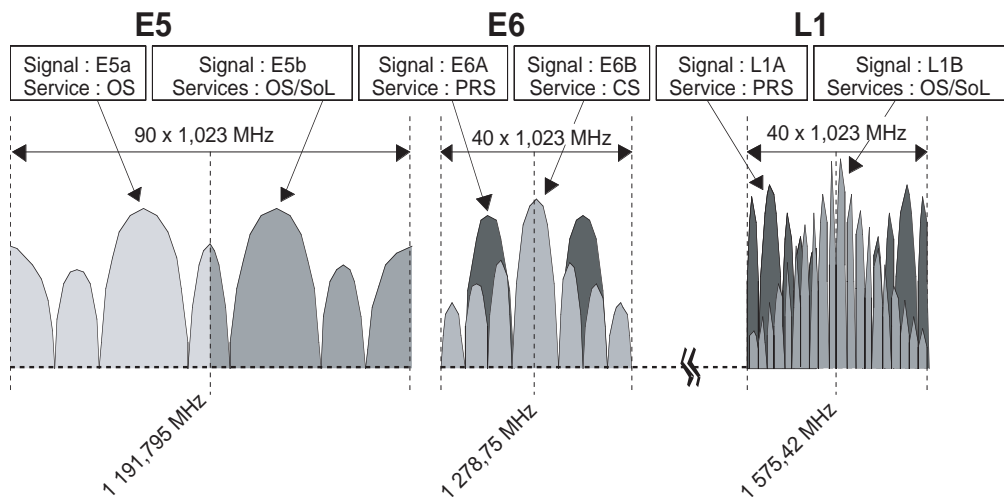 E5
E6
L1
Signal : E5a
Service : OS
Signal : E5b
Services : OS/SoL
Signal : E6A
Service : PRS
Signal : E6B
Service : CS
Signal : L1A
Service : PRS
Signal : L1B
Services : OS/SoL
90 x 1,023 MHz
40 x 1,023 MHz
40 x 1,023 MHz
1 191,795 MHz
1 278,75 MHz
1 575,42 MHz